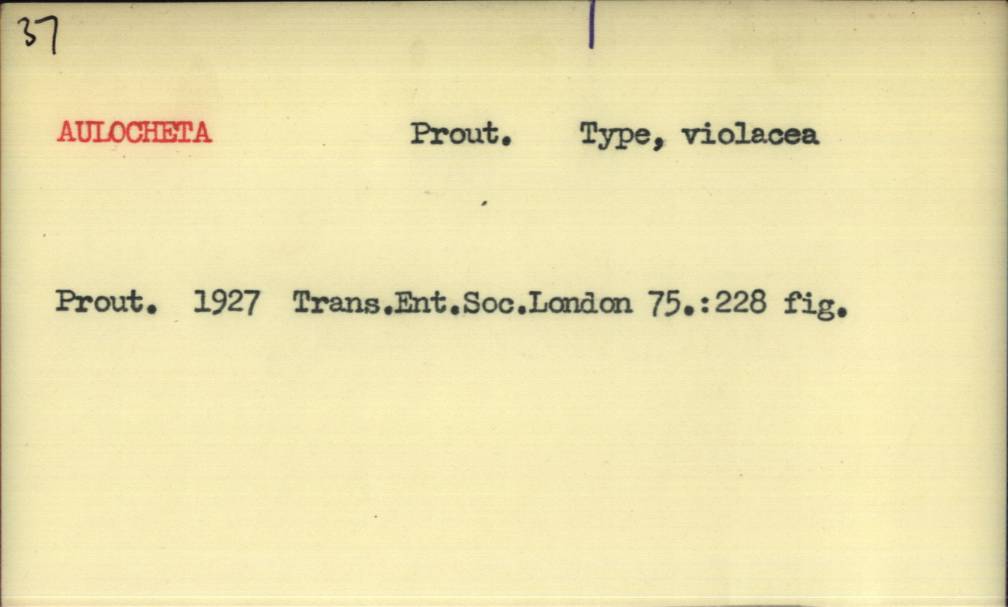 37
AULOCHETA Prout. Type, violacea
Prout. 1927 Trans.Ent.Soc.London 75.:228 fig.